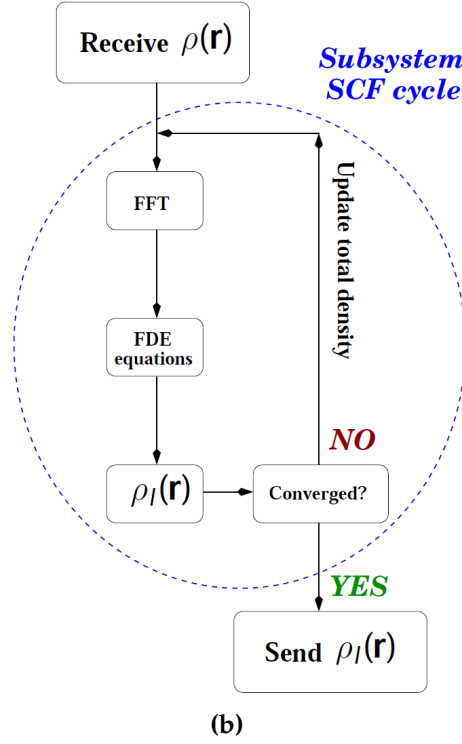 Receive ρ(r)
Subsystem
SCF cycle
FFT
Update total density
FDE
equations
NO
ρI(r)
Converged?
YES
Send ρI(r)
(b)